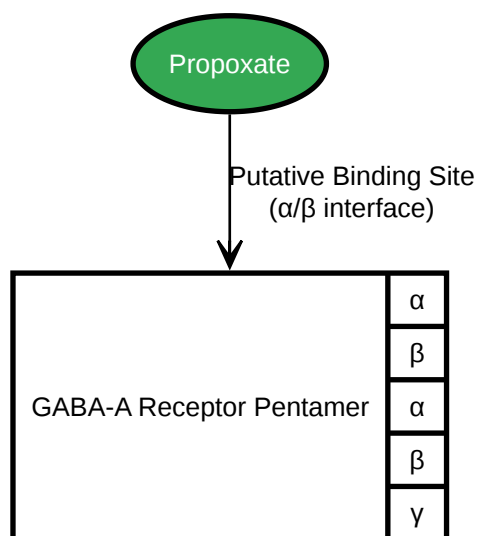 Propoxate
Putative Binding Site
(α/β interface)
α
β
GABA-A Receptor Pentamer
α
β
γ